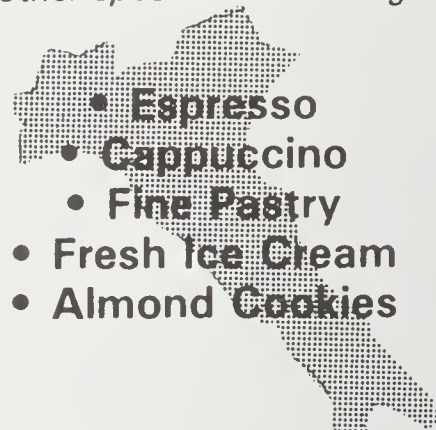 • Espresso
• Cappuccino
• Fine Pastry
• Fresh Ice Cream
• Almond Cookies